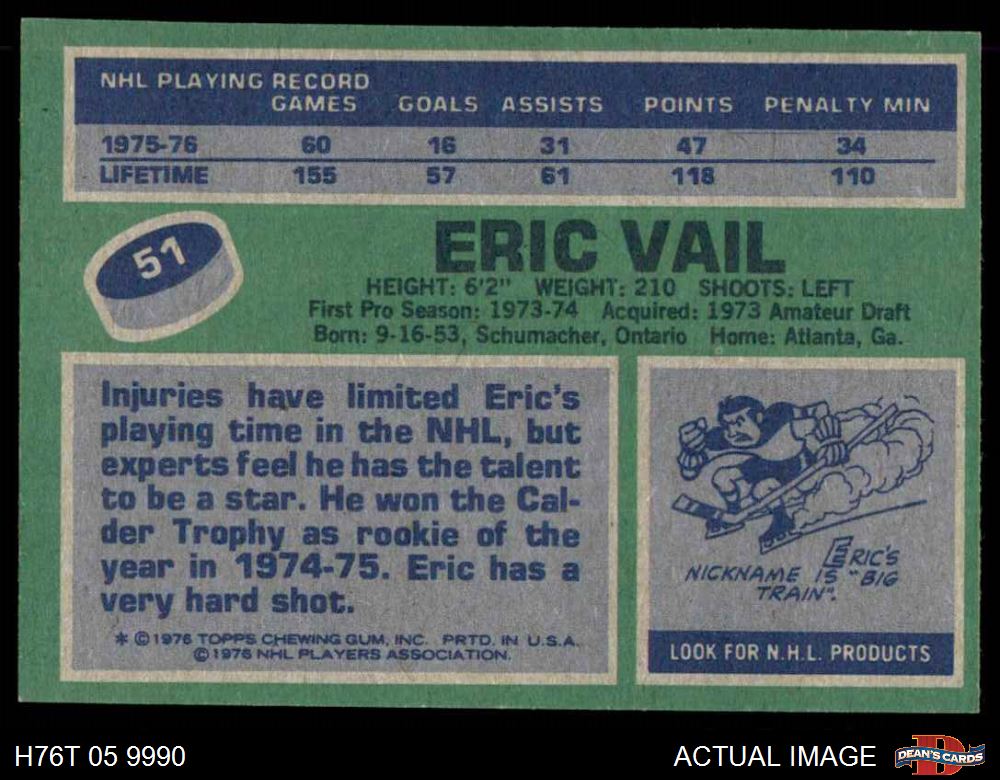 NHL PLAYING RECORD
GAMES GOALS ASSISTS POINTS PENALTY MIN
1975-76 60 16 31 47 34
LIFETIME 155 57 61 118 110
51
ERIC VAIL
HEIGHT: 6'2" WEIGHT: 210 SHOOTS: LEFT
First Pro Season: 1973-74 Acquired: 1973 Amateur Draft
Born: 9-16-53, Schumacher, Ontario Home: Atlanta, Ga.
Injuries have limited Eric's
playing time in the NHL, but
experts feel he has the talent
to be a star. He won the Cal-
der Trophy as rookie of the
year in 1974-75. Eric has a
very hard shot.
* © 1976 TOPPS CHEWING GUM, INC. PRTD. IN U.S.A.
© 1976 NHL PLAYERS ASSOCIATION.
ERIC'S
NICKNAME IS "BIG
TRAIN".
LOOK FOR N.H.L. PRODUCTS
H76T 05 9990
ACTUAL IMAGE
D
DEAN'S CARDS